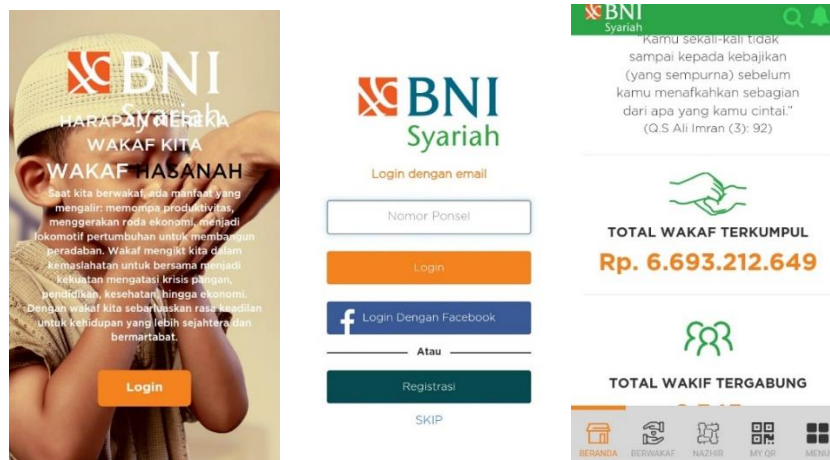 BNI
Syariah
HARAPAN MEREKA
WAKAF KITA
WAKAF HASANAH
Saat kita berwakaf, ada manfaat yang
mengalir: memompa produktivitas,
menggerakan roda ekonomi, menjadi
lokomotif pertumbuhan untuk membangun
peradaban. Wakaf mengikt kita dalam
kemaslahatan untuk bersama menjadi
kekuatan mengatasi krisis pangan,
pendidikan, kesehatan, hingga ekonomi.
Dengan wakaf kita sebarluaskan rasa keadilan
untuk kehidupan yang lebih sejahtera dan
bermartabat.
Login
BNI
Syariah
Login dengan email
Nomor Ponsel
Login
f Login Dengan Facebook
Atau
Registrasi
SKIP
BNI
Syariah
"Kamu sekali-kali tidak
sampai kepada kebajikan
(yang sempurna) sebelum
kamu menafkahkan sebagian
dari apa yang kamu cintai."
(Q.S Ali Imran (3): 92)
TOTAL WAKAF TERKUMPUL
Rp. 6.693.212.649
TOTAL WAKIF TERGABUNG
BERANDA BERWAKAF NAZHIR MY QR MENU